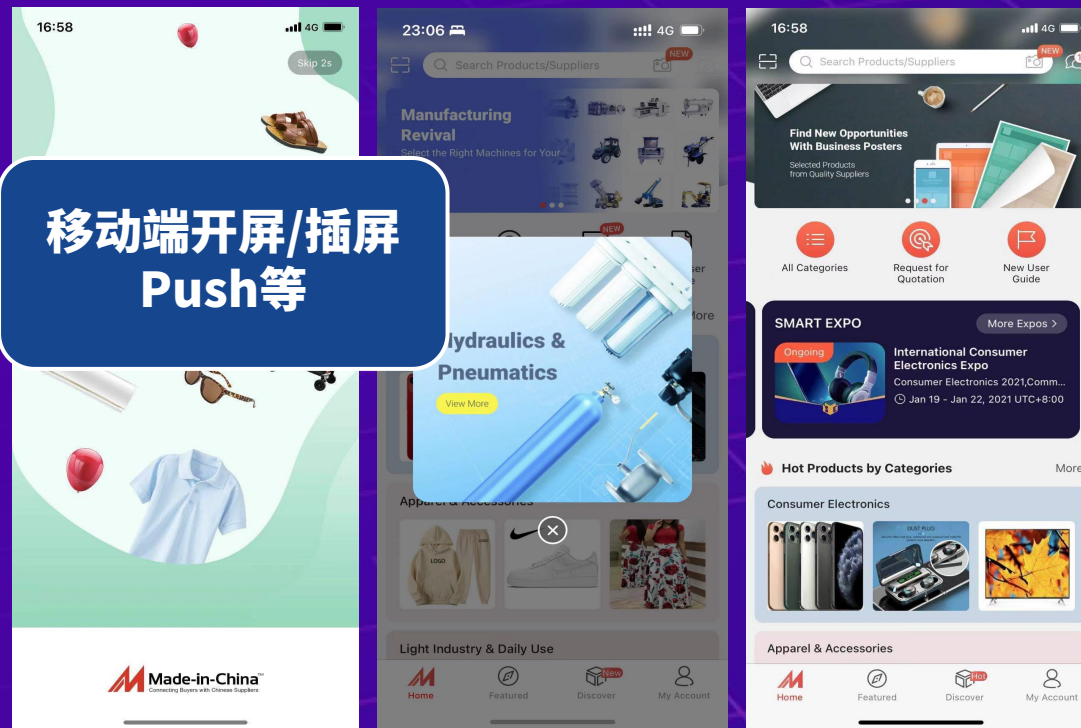 16:58
4G
Skip 2s
移动端开屏/插屏
Push等
Made-in-China
Connecting Buyers with Chinese Suppliers
23:06
4G
Search Products/Suppliers
NEW
Manufacturing
Revival
Select the Right Machines for Your
NEW
More
Hydraulics &
Pneumatics
View More
Apparel & Accessories
LOGO
Light Industry & Daily Use
Home
Featured
New
Discover
My Account
16:58
4G
Search Products/Suppliers
NEW
Find New Opportunities
With Business Posters
Selected Products
from Quality Suppliers
All Categories
Request for
Quotation
New User
Guide
SMART EXPO
More Expos >
Ongoing
International Consumer
Electronics Expo
Consumer Electronics 2021,Comm...
Jan 19 - Jan 22, 2021 UTC+8:00
Hot Products by Categories
More
Consumer Electronics
DUST PLUG
Apparel & Accessories
Home
Featured
Hot
Discover
My Account